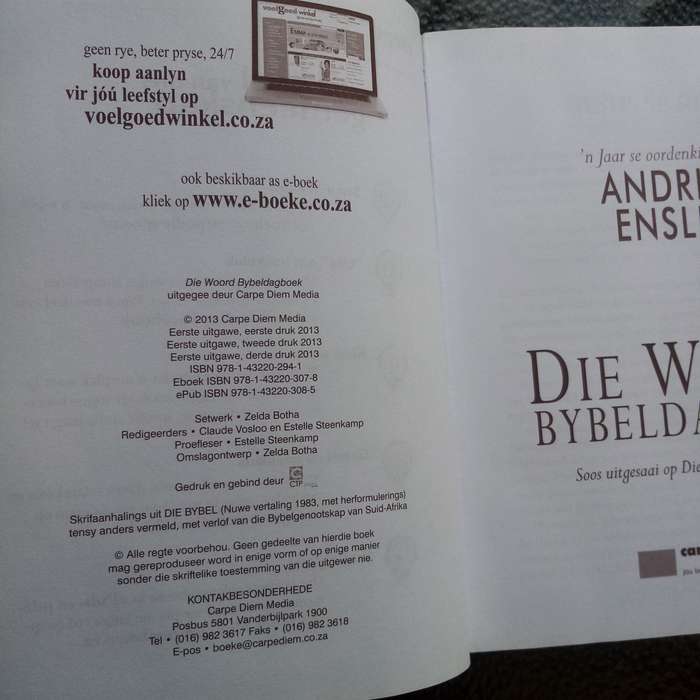 voelgoed winkel
geen rye, beter pryse, 24/7
koop aanlyn
vir jóú leefstyl op
voelgoedwinkel.co.za
ook beskikbaar as e-boek
kliek op www.e-boeke.co.za
Die Woord Bybeldagboek
uitgegee deur Carpe Diem Media
© 2013 Carpe Diem Media
Eerste uitgawe, eerste druk 2013
Eerste uitgawe, tweede druk 2013
Eerste uitgawe, derde druk 2013
ISBN 978-1-43220-294-1
Eboek ISBN 978-1-43220-307-8
ePub ISBN 978-1-43220-308-5
Setwerk • Zelda Botha
Redigeerders • Claude Vosloo en Estelle Steenkamp
Proefleser • Estelle Steenkamp
Omslagontwerp • Zelda Botha
Gedruk en gebind deur CTP
Skrifaanhalings uit DIE BYBEL (Nuwe vertaling 1983, met herformulerings)
tensy anders vermeld, met verlof van die Bybelgenootskap van Suid-Afrika
© Alle regte voorbehou. Geen gedeelte van hierdie boek
mag gereproduseer word in enige vorm of op enige manier
sonder die skriftelike toestemming van die uitgewer nie.
KONTAKBESONDERHEDE
Carpe Diem Media
Posbus 5801 Vanderbijlpark 1900
Tel • (016) 982 3617 Faks • (016) 982 3618
E-pos • boeke@carpediem.co.za
'n Jaar se oordenki
ANDRI
ENSL
DIE W
BYBELDA
Soos uitgesaai op Die
car